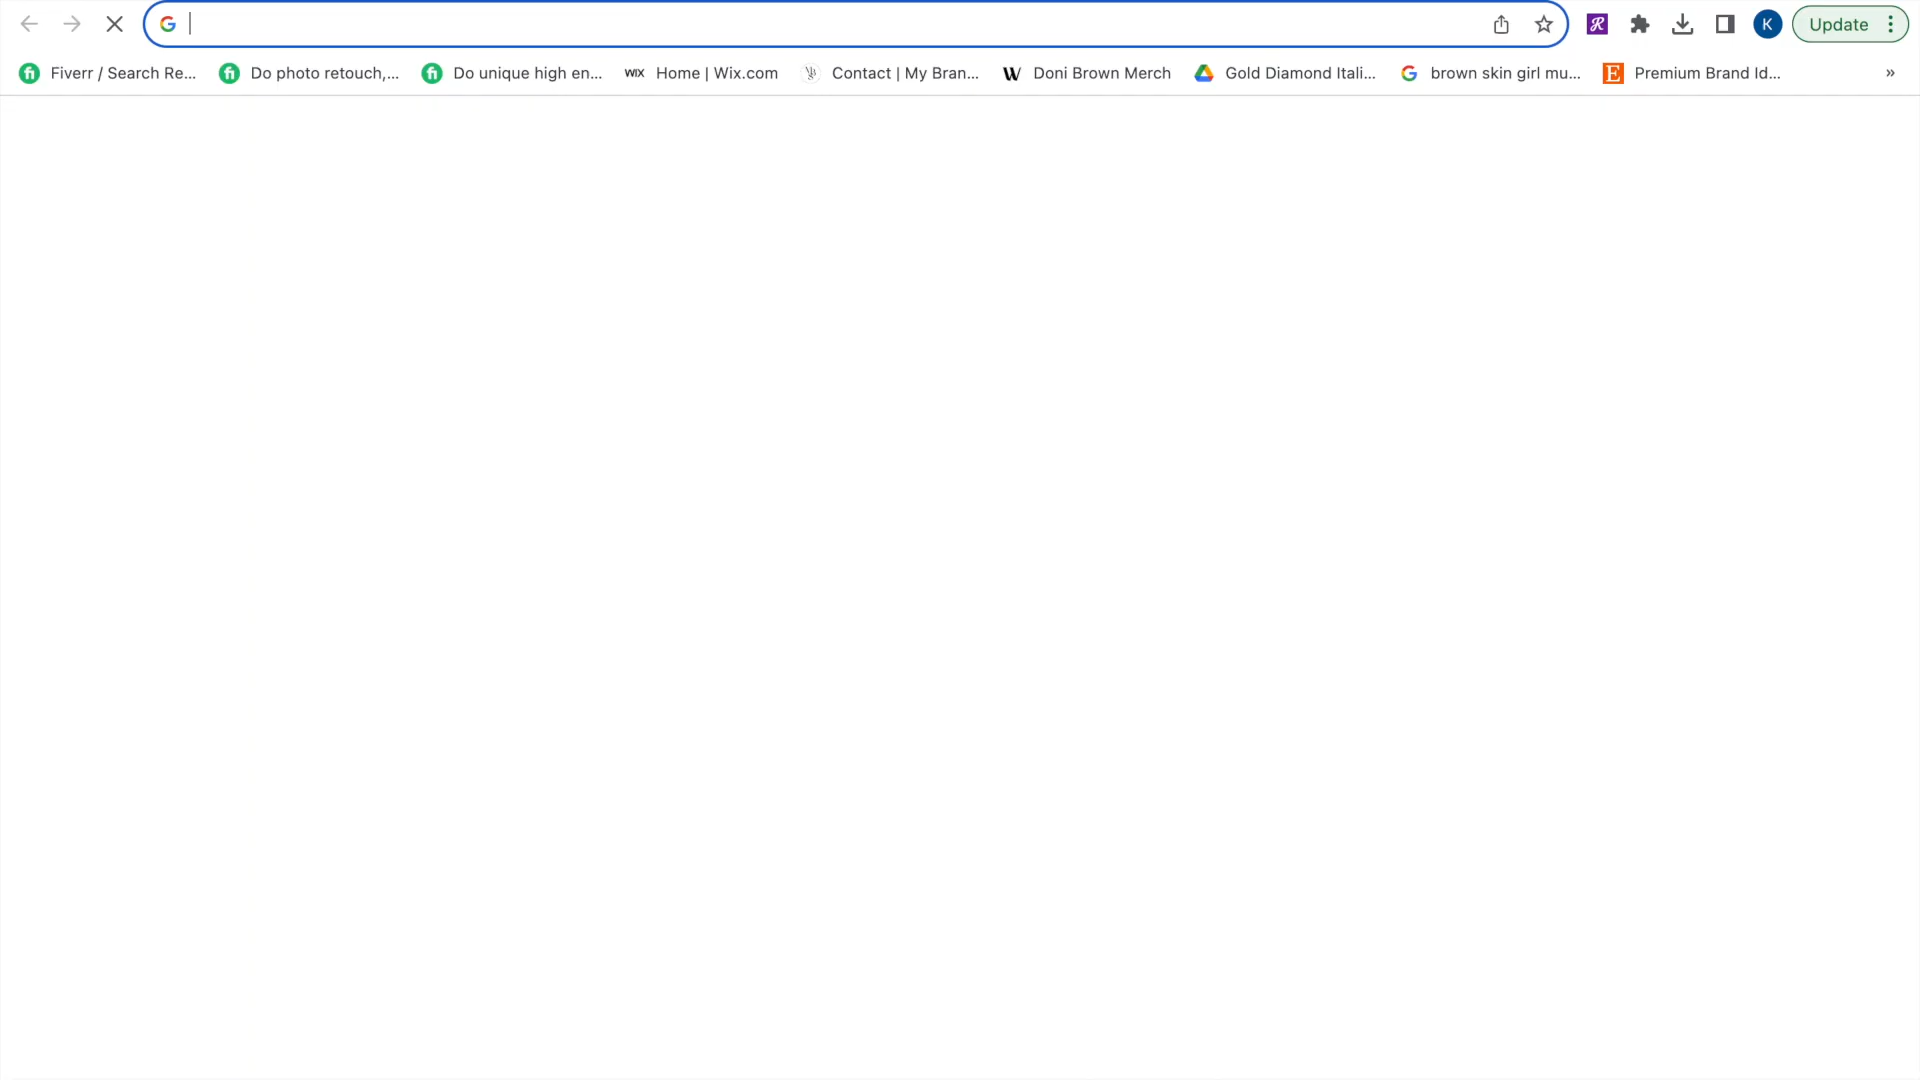 K
Update
Fiverr / Search Re...
Do photo retouch,...
Do unique high en...
WIX Home | Wix.com
Contact | My Bran...
W Doni Brown Merch
Gold Diamond Itali...
G brown skin girl mu...
E Premium Brand Id...
»